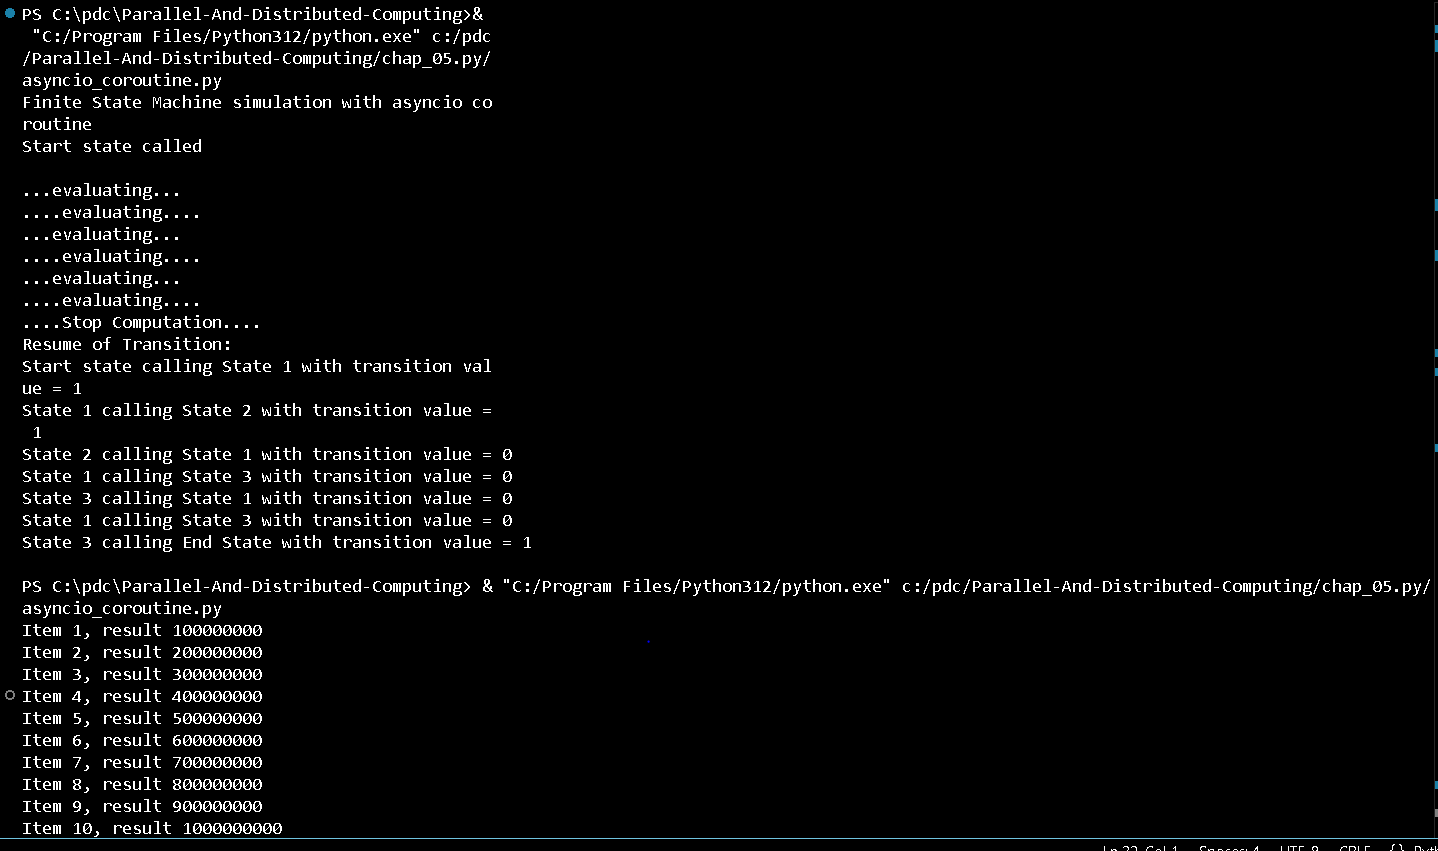 PS C:\pdc\Parallel-And-Distributed-Computing>&
"C:/Program Files/Python312/python.exe" c:/pdc
/Parallel-And-Distributed-Computing/chap_05.py/
asyncio_coroutine.py
Finite State Machine simulation with asyncio co
routine
Start state called
...evaluating...
....evaluating....
...evaluating...
....evaluating....
...evaluating...
....evaluating....
....Stop Computation....
Resume of Transition:
Start state calling State 1 with transition val
ue = 1
State 1 calling State 2 with transition value =
1
State 2 calling State 1 with transition value = 0
State 1 calling State 3 with transition value = 0
State 3 calling State 1 with transition value = 0
State 1 calling State 3 with transition value = 0
State 3 calling End State with transition value = 1
PS C:\pdc\Parallel-And-Distributed-Computing> & "C:/Program Files/Python312/python.exe" c:/pdc/Parallel-And-Distributed-Computing/chap_05.py/
asyncio_coroutine.py
Item 1, result 100000000
Item 2, result 200000000
Item 3, result 300000000
Item 4, result 400000000
Item 5, result 500000000
Item 6, result 600000000
Item 7, result 700000000
Item 8, result 800000000
Item 9, result 900000000
Item 10, result 1000000000